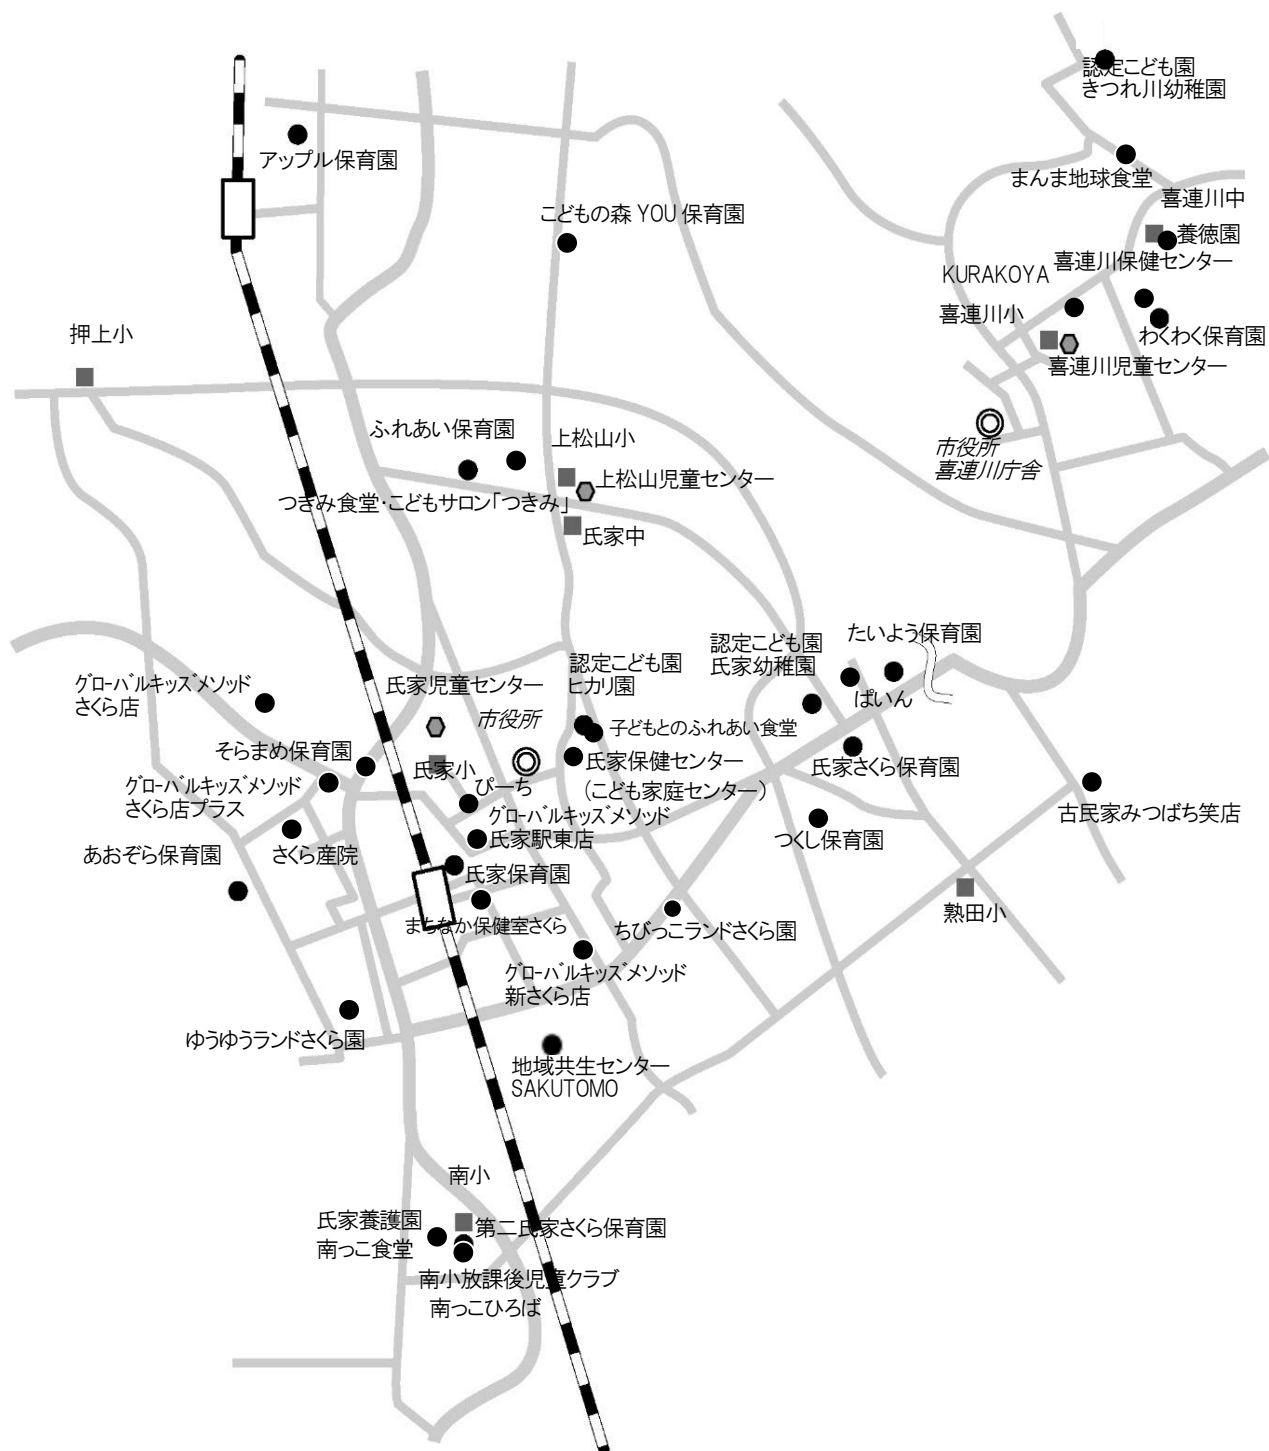 認定こども園
きつれ川幼稚園
アップル保育園
まんま地球食堂
喜連川中
こどもの森 YOU 保育園
養徳園
喜連川保健センター
KURAKOYA
喜連川小
押上小
わくわく保育園
喜連川児童センター
ふれあい保育園
上松山小
市役所
喜連川庁舎
上松山児童センター
つきみ食堂・こどもサロン「つきみ」
氏家中
認定こども園
氏家幼稚園
たいよう保育園
認定こども園
ヒカリ園
グローバルキッズメソッド
さくら店
氏家児童センター
ぱいん
市役所
子どもとのふれあい食堂
そらまめ保育園
氏家小
氏家保健センター
（こども家庭センター）
氏家さくら保育園
グローバルキッズメソッド
さくら店プラス
ぴーち
古民家みつばち笑店
グローバルキッズメソッド
氏家駅東店
つくし保育園
あおぞら保育園
さくら産院
氏家保育園
熟田小
まちなか保健室さくら
ちびっこランドさくら園
グローバルキッズメソッド
新さくら店
ゆうゆうランドさくら園
地域共生センター
SAKUTOMO
南小
氏家養護園
南っこ食堂
第二氏家さくら保育園
南小放課後児童クラブ
南っこひろば